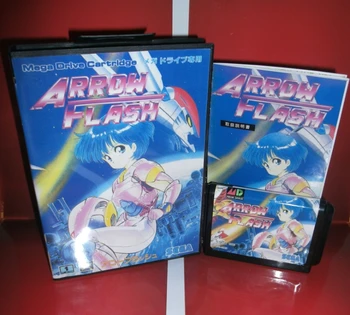 Mega Drive Cartridge
メガドライブ専用
ARROW
FLASH
SEGA
ARROW
FLASH
取扱説明書
MD
ARROW
FLASH
SEGA